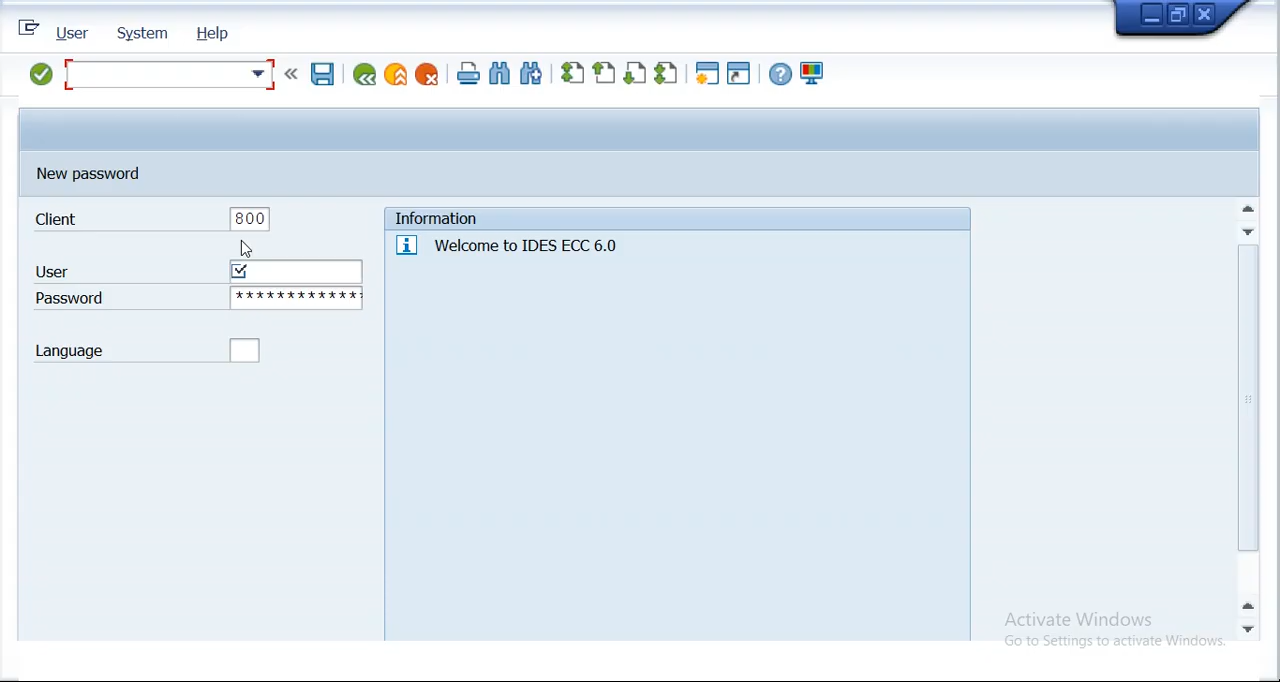 User System Help
New password
Client 800
Information
Welcome to IDES ECC 6.0
User
Password *************
Language
Activate Windows
Go to Settings to activate Windows.